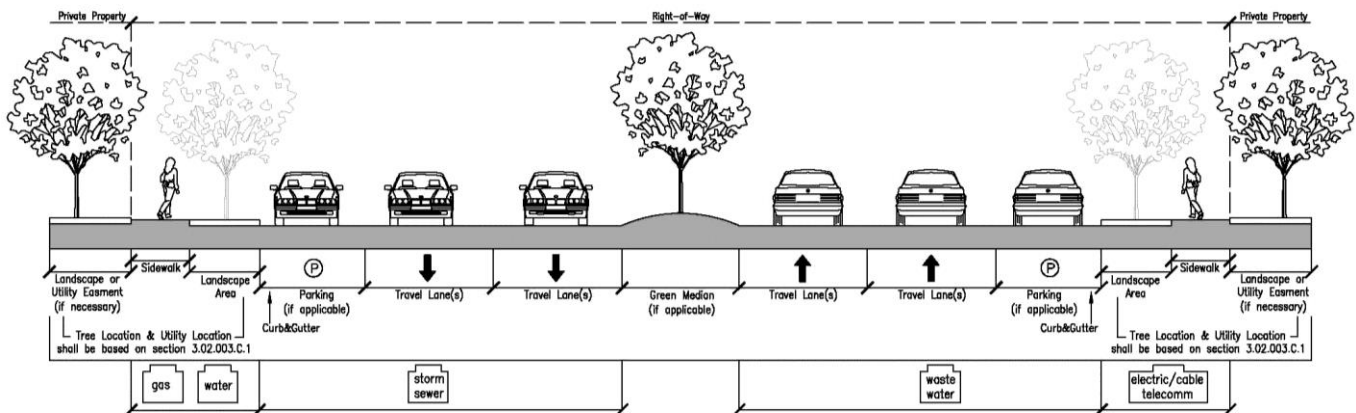 Private Property
Right-of-Way
Private Property
Landscape or
Utility Easment
(if necessary)
Sidewalk
Landscape
Area
P
Parking
(if applicable)
Travel Lane(s)
Travel Lane(s)
Green Median
(if applicable)
Travel Lane(s)
Travel Lane(s)
P
Parking
(if applicable)
Landscape
Area
Sidewalk
Landscape or
Utility Easment
(if necessary)
Curb&Gutter
Curb&Gutter
Tree Location & Utility Location
shall be based on section 3.02.003.C.1
Tree Location & Utility Location
shall be based on section 3.02.003.C.1
gas
water
storm
sewer
waste
water
electric/cable
telecomm